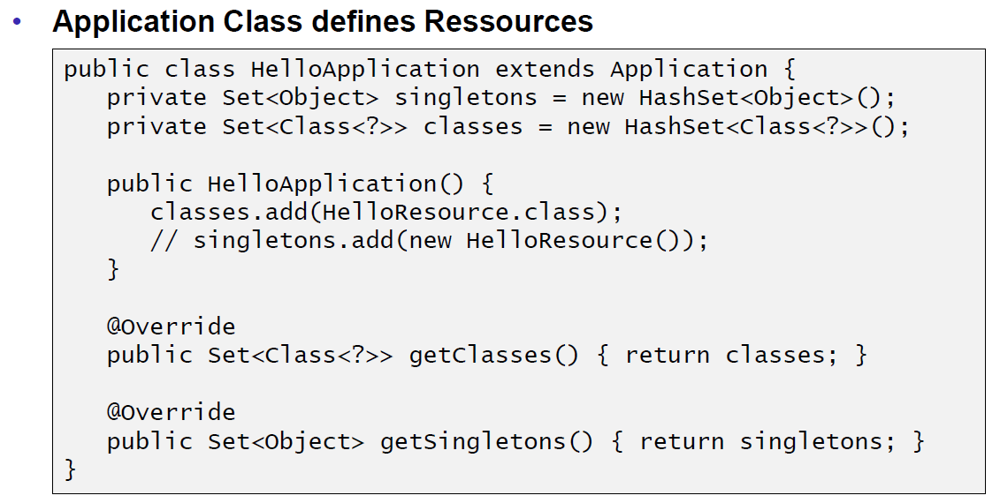 • Application Class defines Ressources
public class HelloApplication extends Application {
   private Set<Object> singletons = new HashSet<Object>();
   private Set<Class<?>> classes = new HashSet<Class<?>>();

   public HelloApplication() {
      classes.add(HelloResource.class);
      // singletons.add(new HelloResource());
   }

   @Override
   public Set<Class<?>> getClasses() { return classes; }

   @Override
   public Set<Object> getSingletons() { return singletons; }
}